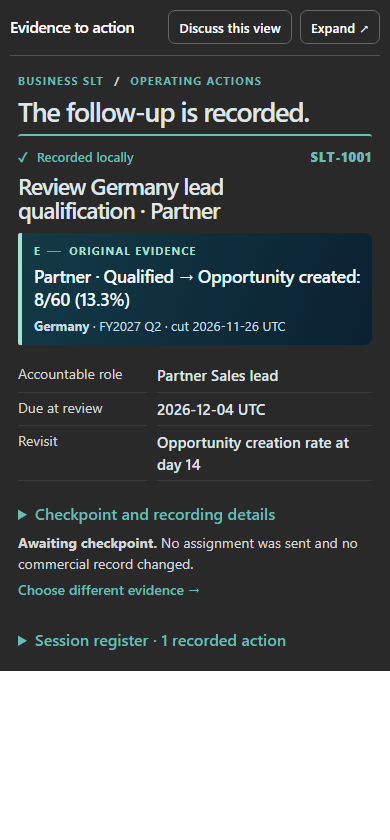 Evidence to action
Discuss this view
Expand ↗
BUSINESS SLT / OPERATING ACTIONS
The follow-up is recorded.
✓ Recorded locally
SLT-1001
Review Germany lead
qualification · Partner
E — ORIGINAL EVIDENCE
Partner · Qualified → Opportunity created:
8/60 (13.3%)
Germany · FY2027 Q2 · cut 2026-11-26 UTC
Accountable role
Partner Sales lead
Due at review
2026-12-04 UTC
Revisit
Opportunity creation rate at
day 14
▶ Checkpoint and recording details
Awaiting checkpoint. No assignment was sent and no
commercial record changed.
Choose different evidence →
▶ Session register · 1 recorded action